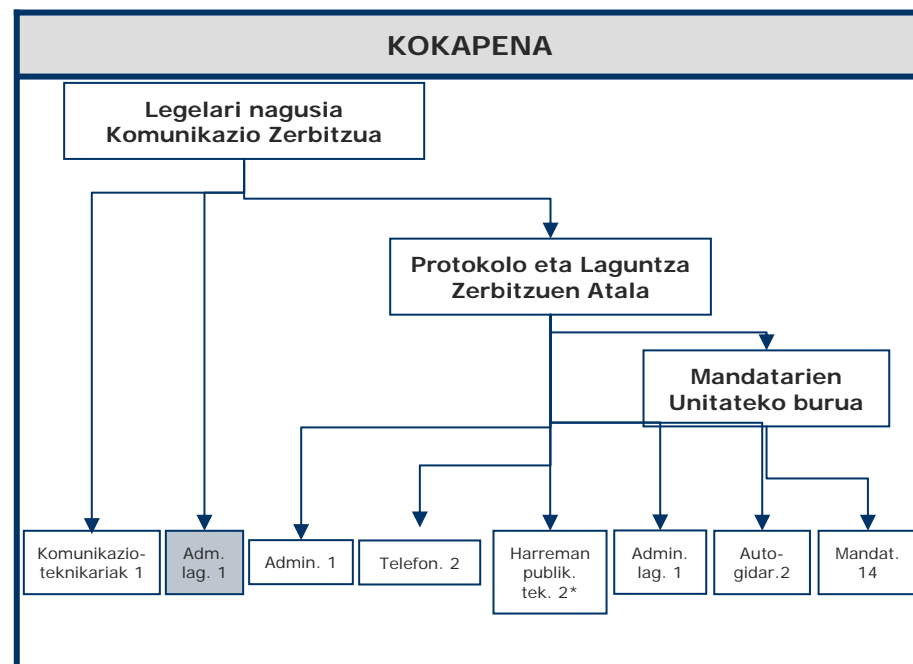 KOKAPENA
Legelari nagusia
Komunikazio Zerbitzua
Protokolo eta Laguntza
Zerbitzuen Atala
Mandatarien
Unitateko burua
Komunikazio-
teknikariak 1
Adm.
lag. 1
Admin. 1
Telefon. 2
Harreman
publik.
tek. 2*
Admin.
lag. 1
Auto-
gidar.2
Mandat.
14